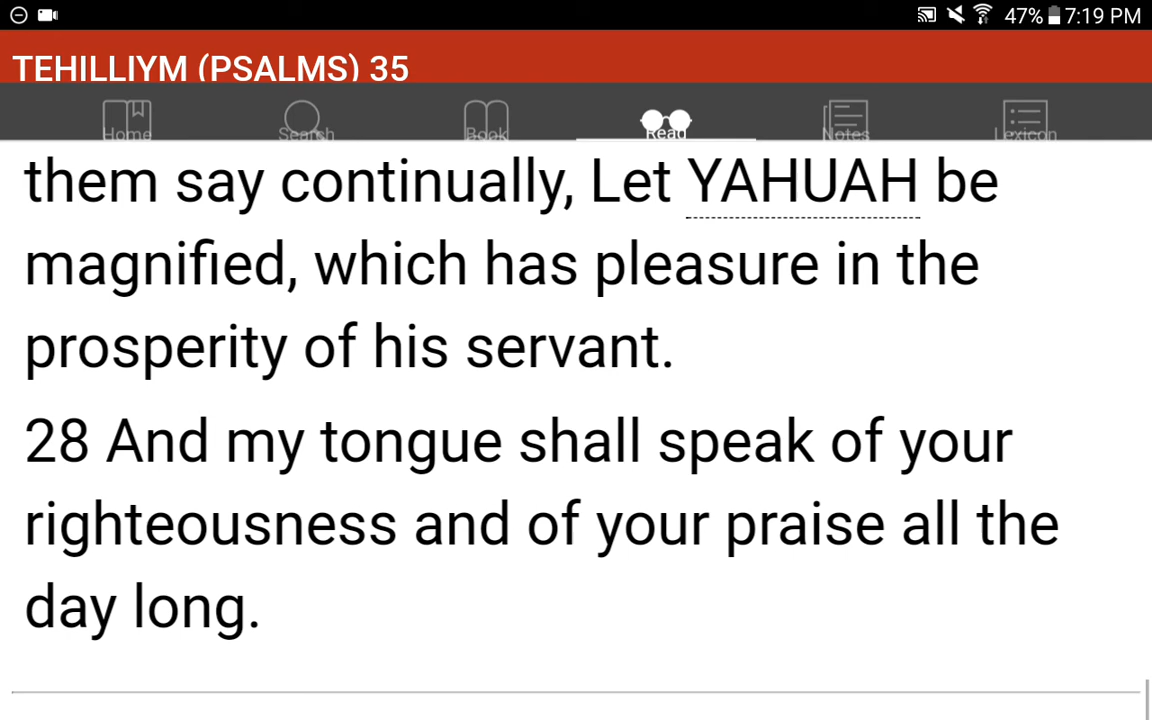 47% 7:19 PM
TEHILLIYM (PSALMS) 35
Home Search Book Read Notes Lexicon
them say continually, Let YAHUAH be
magnified, which has pleasure in the
prosperity of his servant.
28 And my tongue shall speak of your
righteousness and of your praise all the
day long.